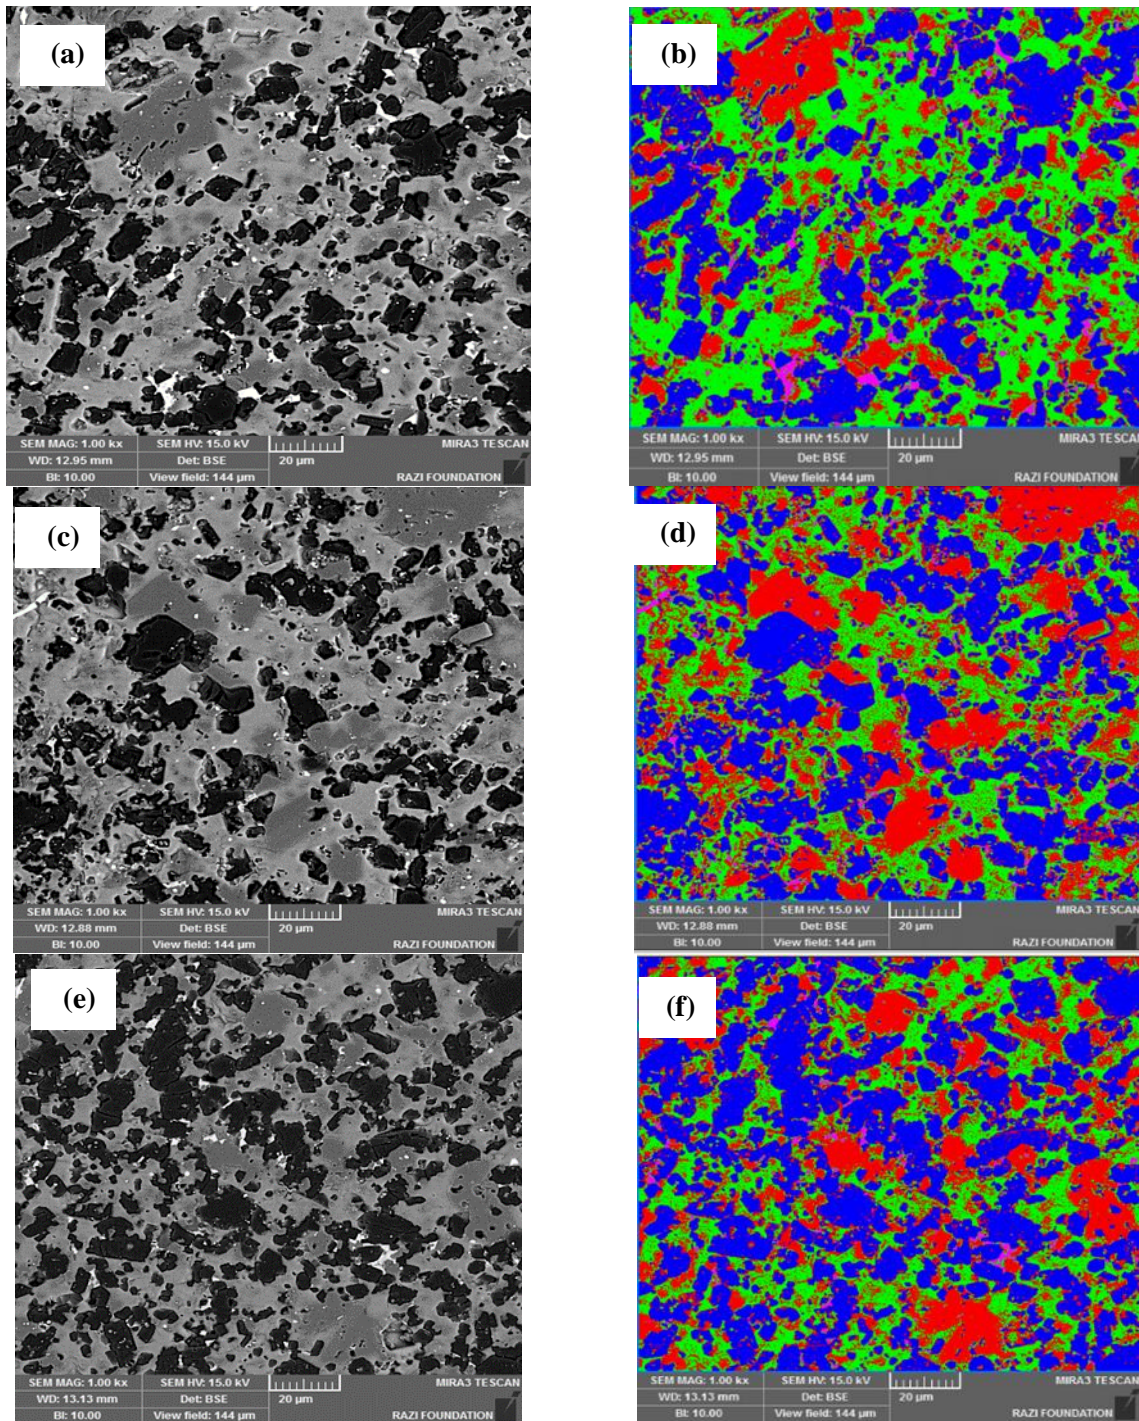 (a)
(b)
SEM MAG: 1.00 kx SEM HV: 15.0 kV MIRA3 TESCAN
WD: 12.95 mm Det: BSE 20 µm
BI: 10.00 View field: 144 µm RAZI FOUNDATION
SEM MAG: 1.00 kx SEM HV: 15.0 kV MIRA3 TESCAN
WD: 12.95 mm Det: BSE 20 µm
BI: 10.00 View field: 144 µm RAZI FOUNDATION
(c)
(d)
SEM MAG: 1.00 kx SEM HV: 15.0 kV MIRA3 TESCAN
WD: 12.88 mm Det: BSE 20 µm
BI: 10.00 View field: 144 µm RAZI FOUNDATION
SEM MAG: 1.00 kx SEM HV: 15.0 kV MIRA3 TESCAN
WD: 12.88 mm Det: BSE 20 µm
BI: 10.00 View field: 144 µm RAZI FOUNDATION
(e)
(f)
SEM MAG: 1.00 kx SEM HV: 15.0 kV MIRA3 TESCAN
WD: 13.13 mm Det: BSE 20 µm
BI: 10.00 View field: 144 µm RAZI FOUNDATION
SEM MAG: 1.00 kx SEM HV: 15.0 kV MIRA3 TESCAN
WD: 13.13 mm Det: BSE 20 µm
BI: 10.00 View field: 144 µm RAZI FOUNDATION